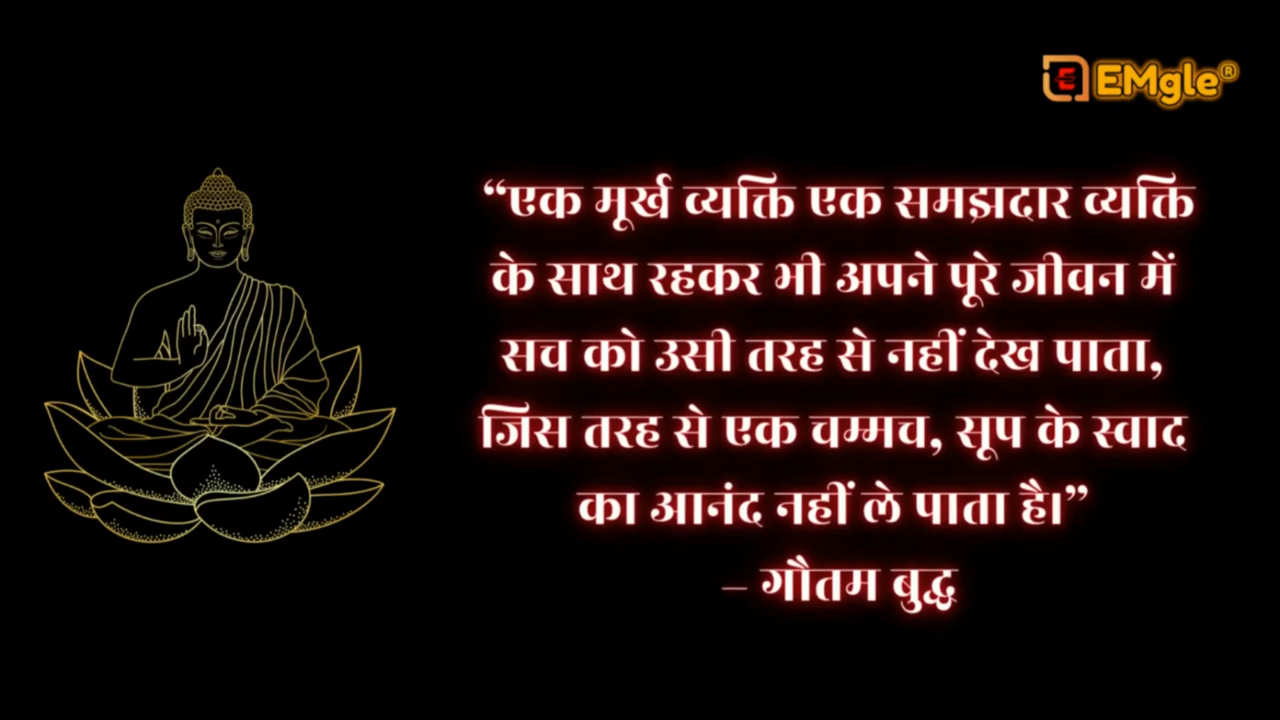 EMgle®
“एक मूर्ख व्यक्ति एक समझदार व्यक्ति
के साथ रहकर भी अपने पूरे जीवन में
सच को उसी तरह से नहीं देख पाता,
जिस तरह से एक चम्मच, सूप के स्वाद
का आनंद नहीं ले पाता है।”
– गौतम बुद्ध